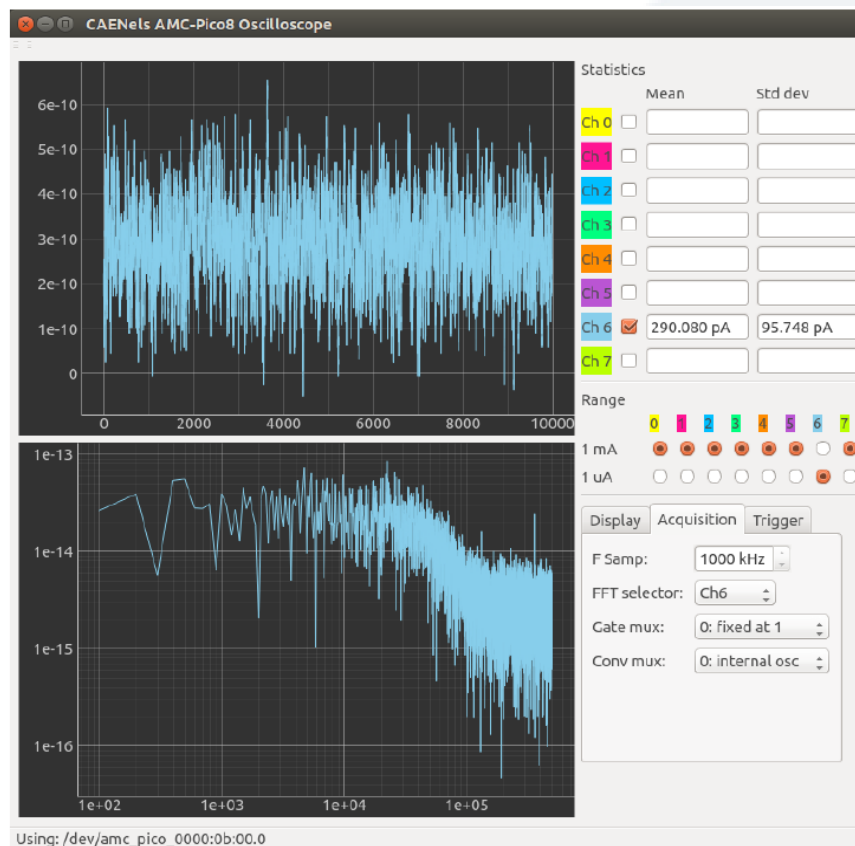 CAENels AMC-Pico8 Oscilloscope
6e-10
5e-10
4e-10
3e-10
2e-10
1e-10
0
0 2000 4000 6000 8000 10000
1e-13
1e-14
1e-15
1e-16
1e+02 1e+03 1e+04 1e+05
Statistics
Mean Std dev
Ch 0
Ch 1
Ch 2
Ch 3
Ch 4
Ch 5
Ch 6 290.080 pA 95.748 pA
Ch 7
Range
0 1 2 3 4 5 6 7
1 mA
1 uA
Display Acquisition Trigger
F Samp: 1000 kHz
FFT selector: Ch6
Gate mux: 0: fixed at 1
Conv mux: 0: internal osc
Using: /dev/amc_pico_0000:0b:00.0